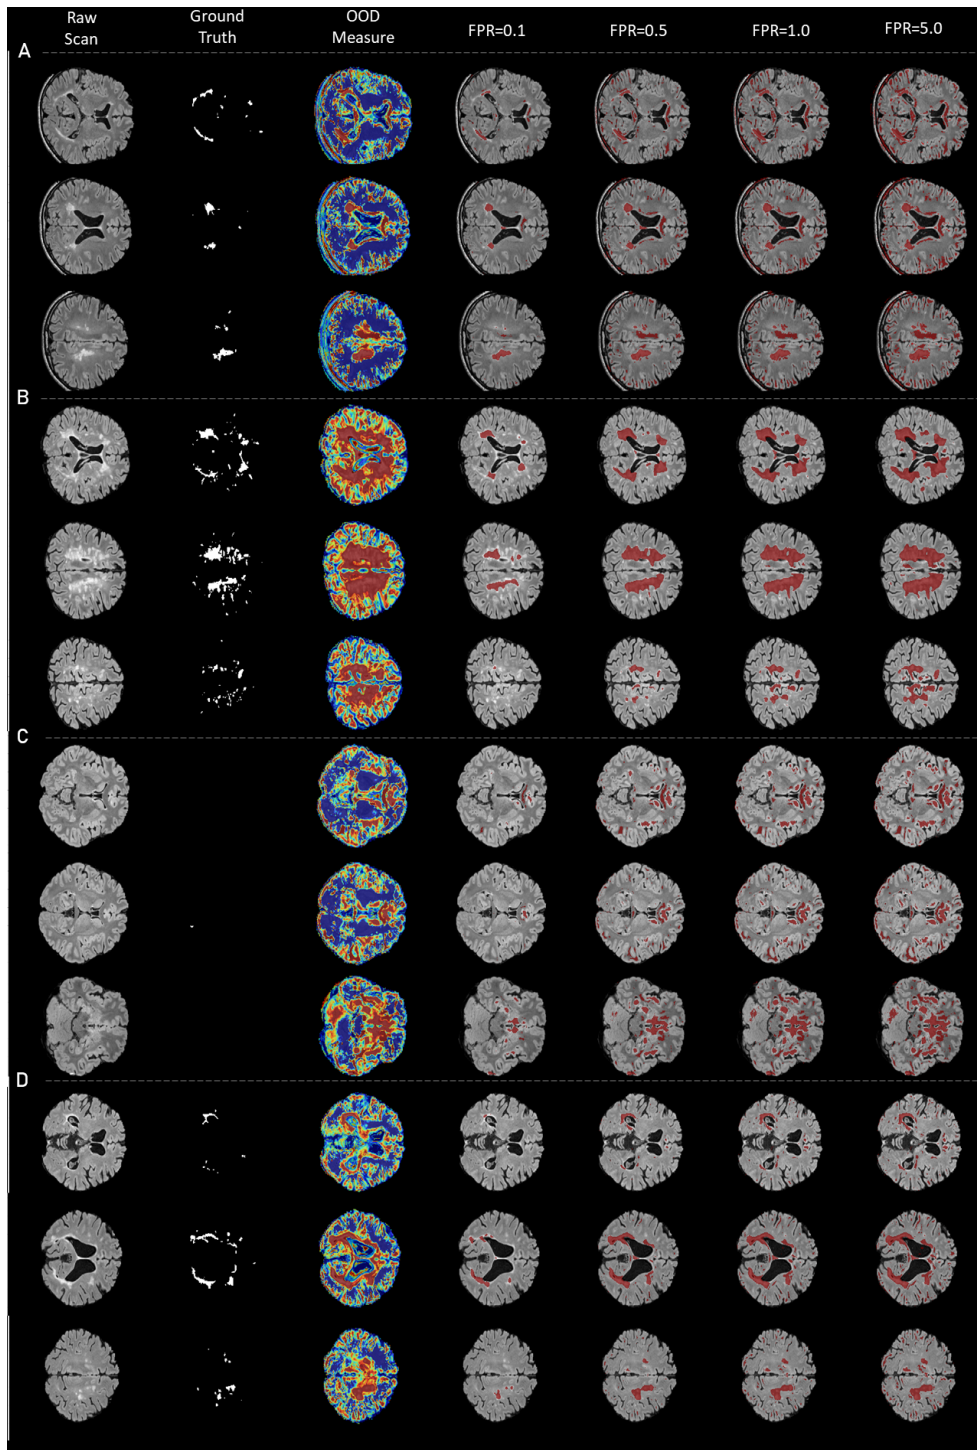 Raw
Scan
Ground
Truth
OOD
Measure
FPR=0.1
FPR=0.5
FPR=1.0
FPR=5.0
A
B
C
D